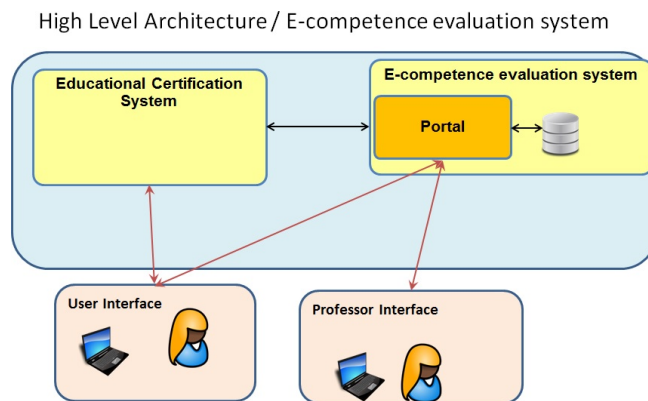 High Level Architecture / E-competence evaluation system
Educational Certification
System
E-competence evaluation system
Portal
User Interface
Professor Interface